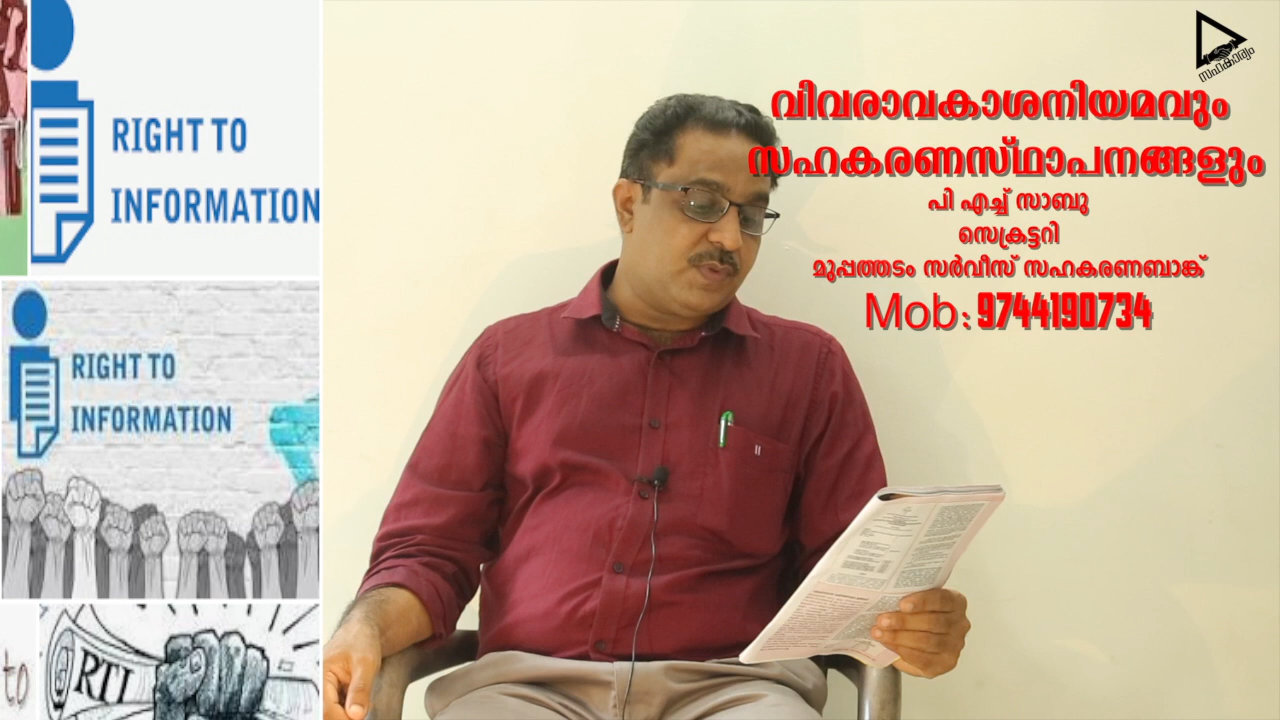 RIGHT TO
INFORMATION
RIGHT TO
INFORMATION
to
RTI
സഹകാര്യം
വിവരാവകാശനിയമവും
സഹകരണസ്ഥാപനങ്ങളും
പി എച്ച് സാബു
സെക്രട്ടറി
മുപ്പത്തടം സർവീസ് സഹകരണബാങ്ക്
Mob: 9744190734